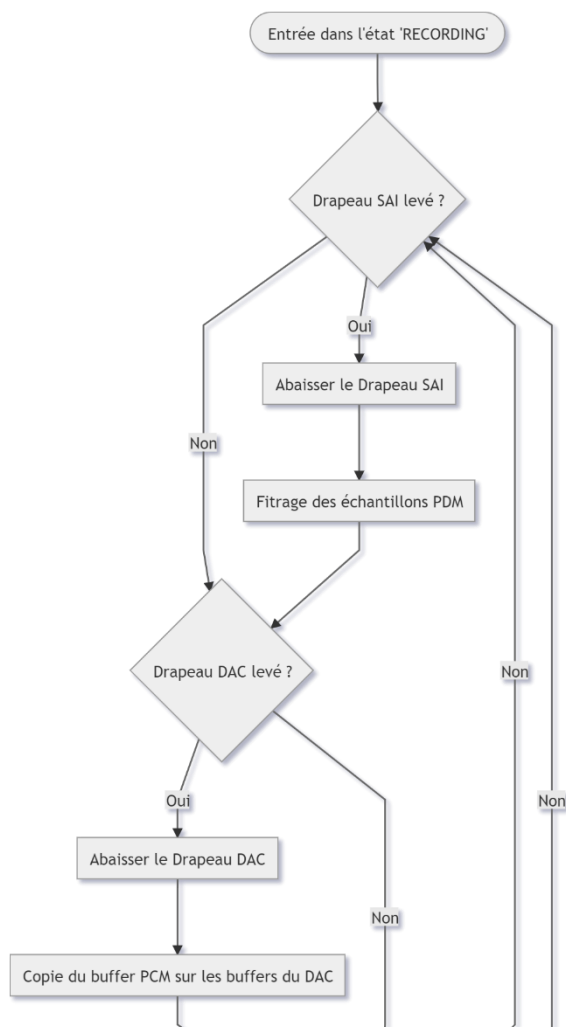 Entrée dans l'état 'RECORDING'
Drapeau SAI levé ?
Oui
Abaisser le Drapeau SAI
Non
Fitrage des échantillons PDM
Drapeau DAC levé ?
Non
Oui
Non
Abaisser le Drapeau DAC
Non
Copie du buffer PCM sur les buffers du DAC